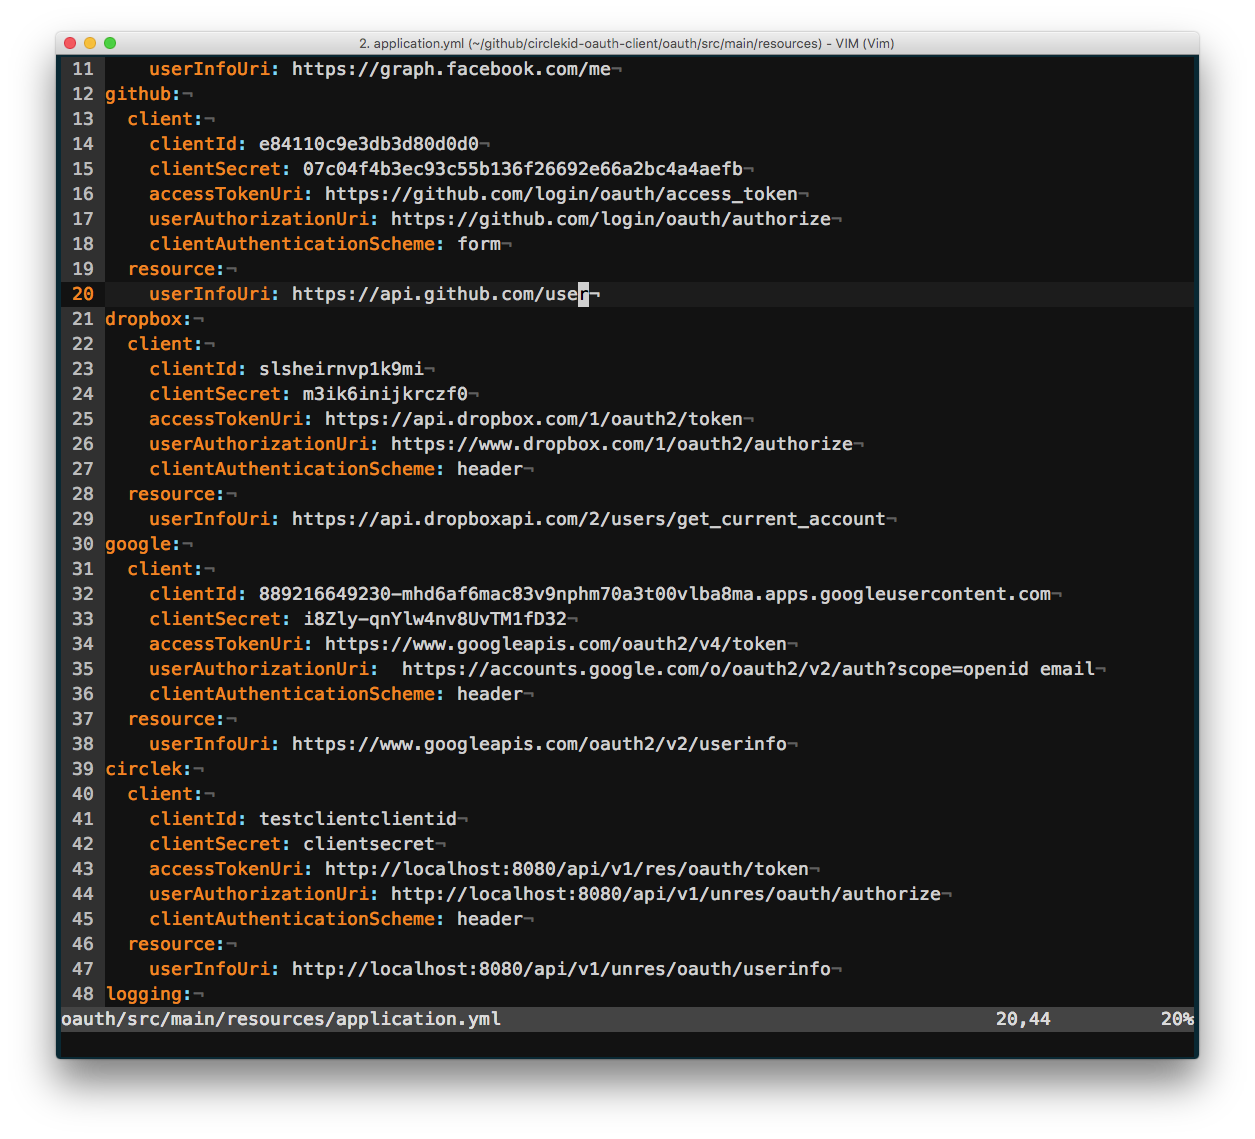 2. application.yml (~/github/circlekid-oauth-client/oauth/src/main/resources) - VIM (Vim)
11     userInfoUri: https://graph.facebook.com/me¬
12 github:¬
13   client:¬
14     clientId: e84110c9e3db3d80d0d0¬
15     clientSecret: 07c04f4b3ec93c55b136f26692e66a2bc4a4aefb¬
16     accessTokenUri: https://github.com/login/oauth/access_token¬
17     userAuthorizationUri: https://github.com/login/oauth/authorize¬
18     clientAuthenticationScheme: form¬
19   resource:¬
20     userInfoUri: https://api.github.com/user¬
21 dropbox:¬
22   client:¬
23     clientId: slsheirnvp1k9mi¬
24     clientSecret: m3ik6inijkrczf0¬
25     accessTokenUri: https://api.dropbox.com/1/oauth2/token¬
26     userAuthorizationUri: https://www.dropbox.com/1/oauth2/authorize¬
27     clientAuthenticationScheme: header¬
28   resource:¬
29     userInfoUri: https://api.dropboxapi.com/2/users/get_current_account¬
30 google:¬
31   client:¬
32     clientId: 889216649230-mhd6af6mac83v9nphm70a3t00vlba8ma.apps.googleusercontent.com¬
33     clientSecret: i8Zly-qnYlw4nv8UvTM1fD32¬
34     accessTokenUri: https://www.googleapis.com/oauth2/v4/token¬
35     userAuthorizationUri:  https://accounts.google.com/o/oauth2/v2/auth?scope=openid email¬
36     clientAuthenticationScheme: header¬
37   resource:¬
38     userInfoUri: https://www.googleapis.com/oauth2/v2/userinfo¬
39 circlek:¬
40   client:¬
41     clientId: testclientclientid¬
42     clientSecret: clientsecret¬
43     accessTokenUri: http://localhost:8080/api/v1/res/oauth/token¬
44     userAuthorizationUri: http://localhost:8080/api/v1/unres/oauth/authorize¬
45     clientAuthenticationScheme: header¬
46   resource:¬
47     userInfoUri: http://localhost:8080/api/v1/unres/oauth/userinfo¬
48 logging:¬
oauth/src/main/resources/application.yml 20,44 20%